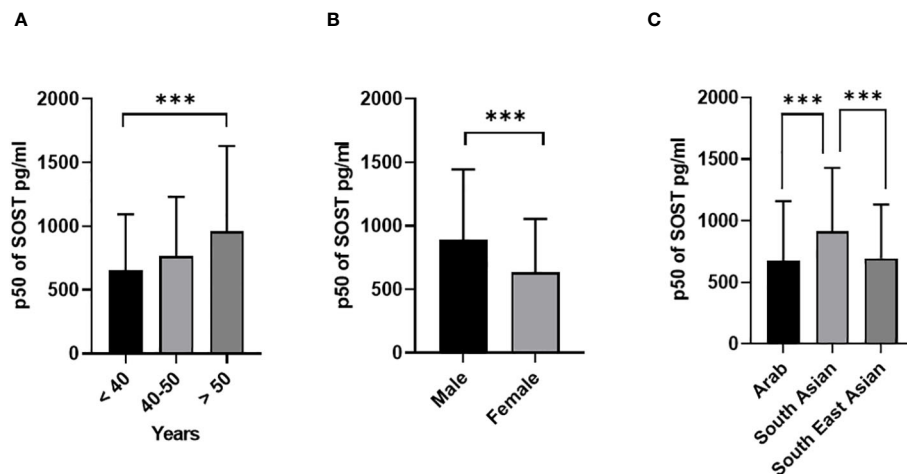 A
p50 of SOST pg/ml
2000
1500
1000
500
0
***
< 40
40-50
> 50
Years
B
p50 of SOST pg/ml
2000
1500
1000
500
0
***
Male
Female
C
p50 of SOST pg/ml
2000
1500
1000
500
0
***
***
Arab
South Asian
South East Asian